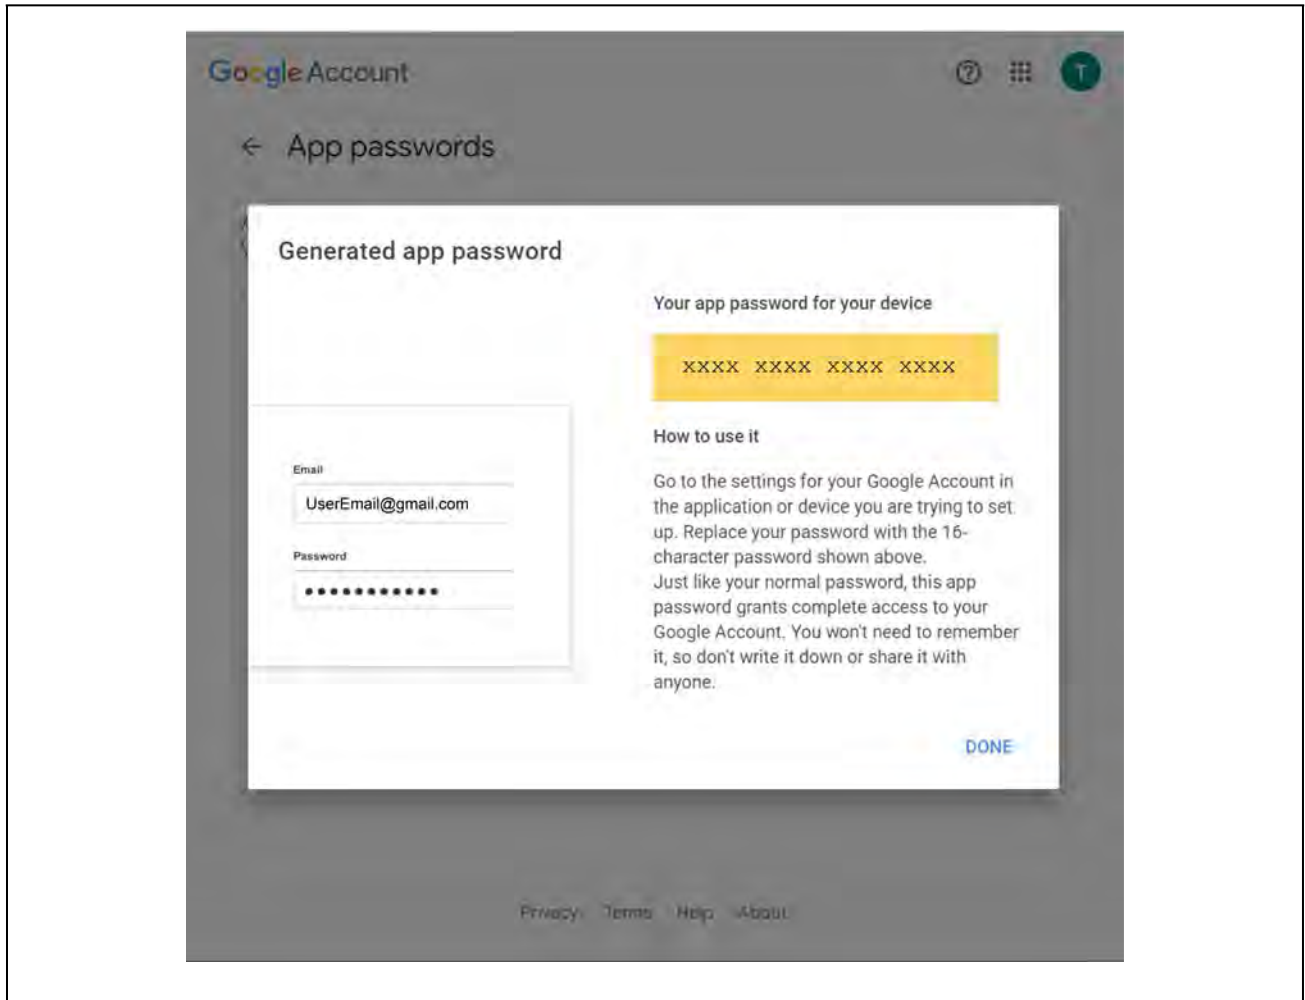 Google Account
T
← App passwords
Generated app password
Your app password for your device
xxxx xxxx xxxx xxxx
How to use it
Email
UserEmail@gmail.com
Password
•••••••••••
Go to the settings for your Google Account in
the application or device you are trying to set
up. Replace your password with the 16-
character password shown above.
Just like your normal password, this app
password grants complete access to your
Google Account. You won't need to remember
it, so don't write it down or share it with
anyone.
DONE
Privacy Terms Help About